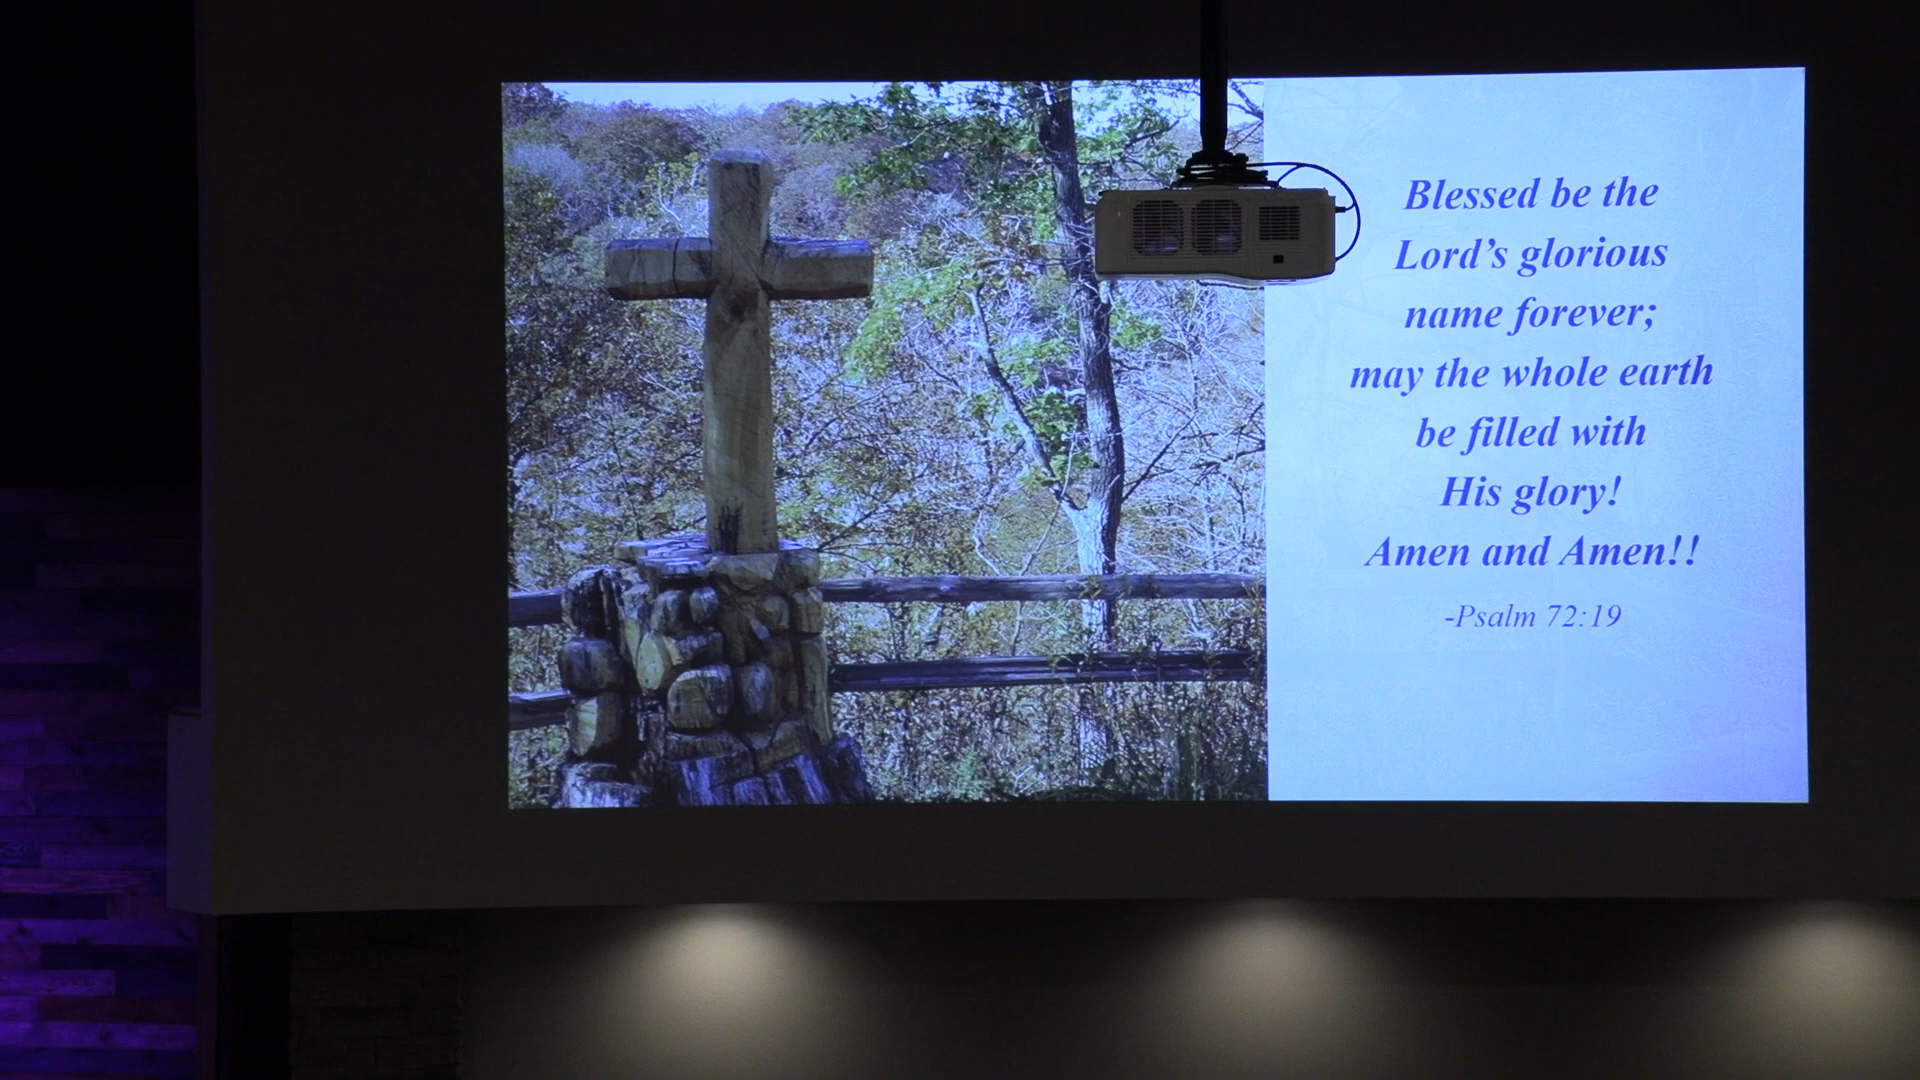 Blessed be the
Lord’s glorious
name forever;
may the whole earth
be filled with
His glory!
Amen and Amen!!
-Psalm 72:19